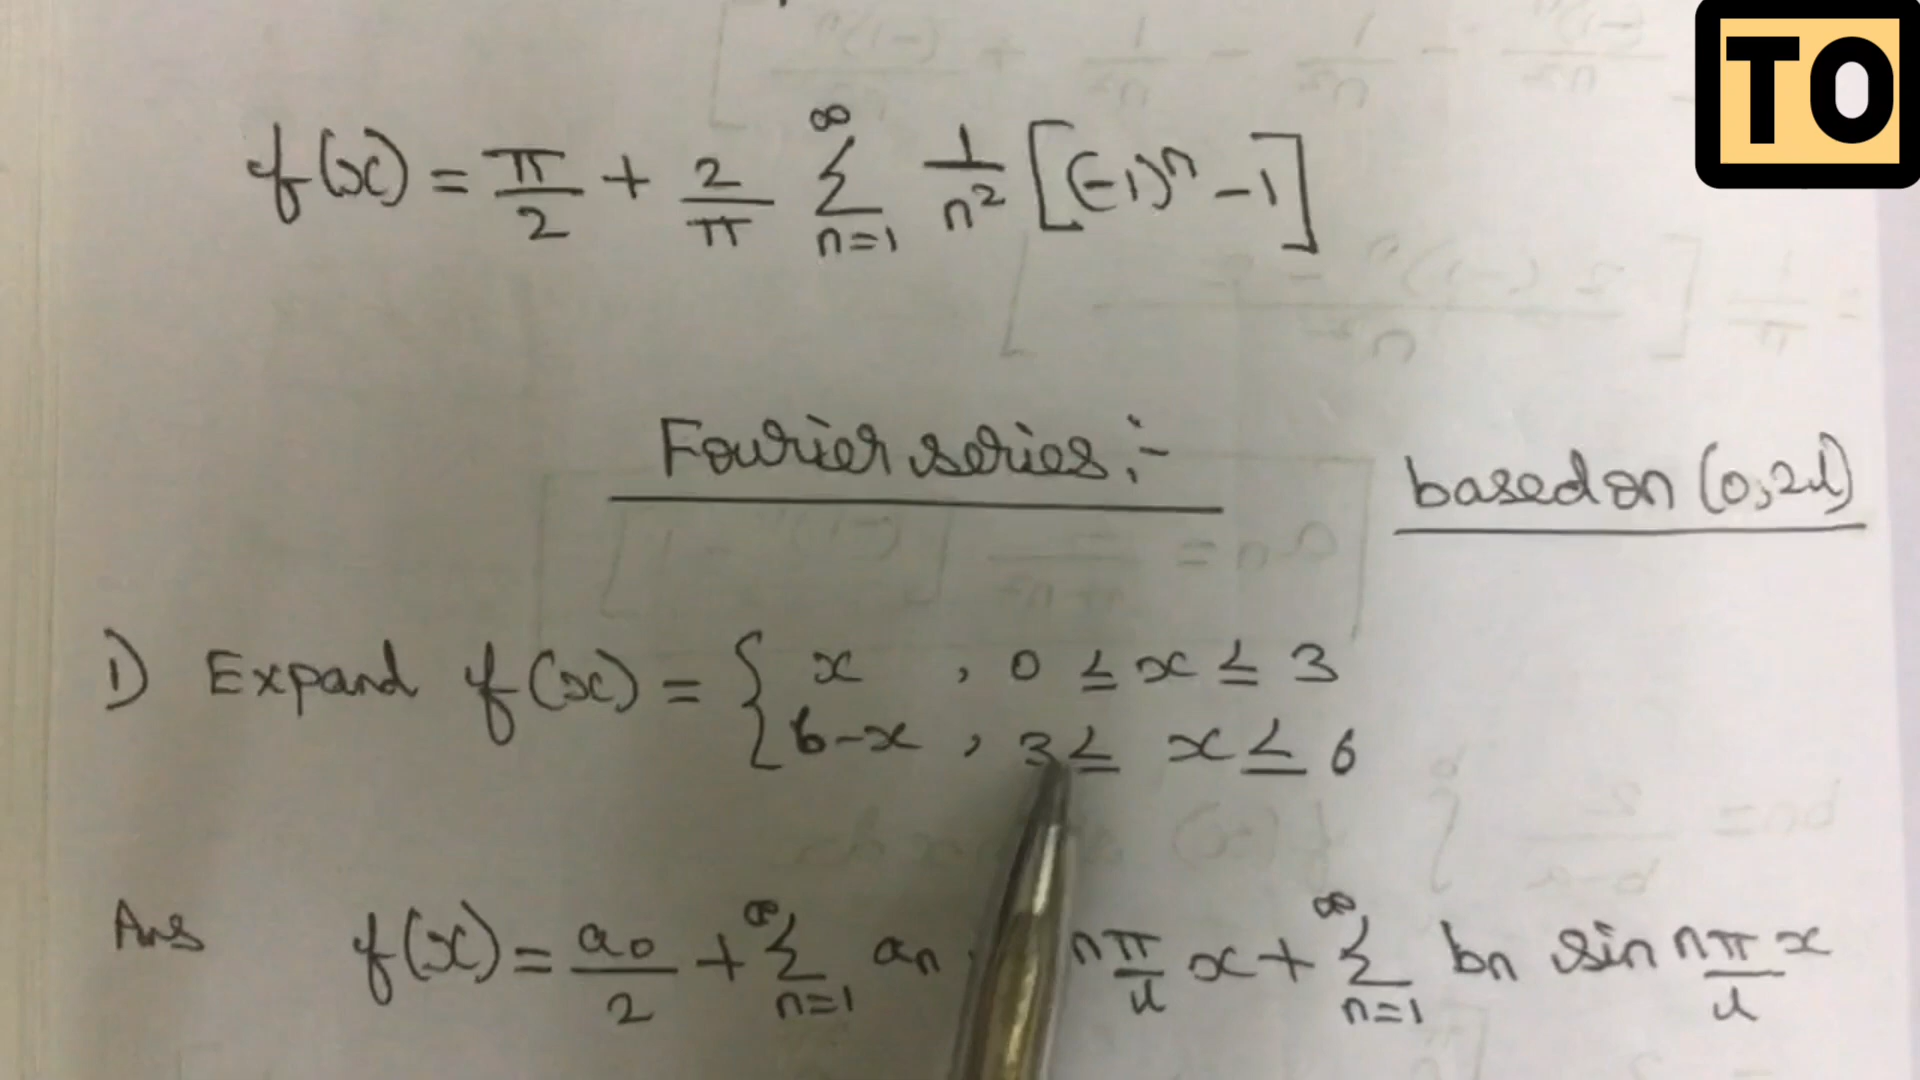 TO
f(x) = π/2 + 2/π ∞∑n=1 1/n² [(-1)ⁿ - 1]
Fourier series :-
based on (0, 2l)
1) Expand f(x) = { x , 0 ≤ x ≤ 3
6-x , 3 ≤ x ≤ 6
Ans f(x) = a₀/2 + ∞∑n=1 aₙ nπ/l x + ∞∑n=1 bₙ sin nπ/l x